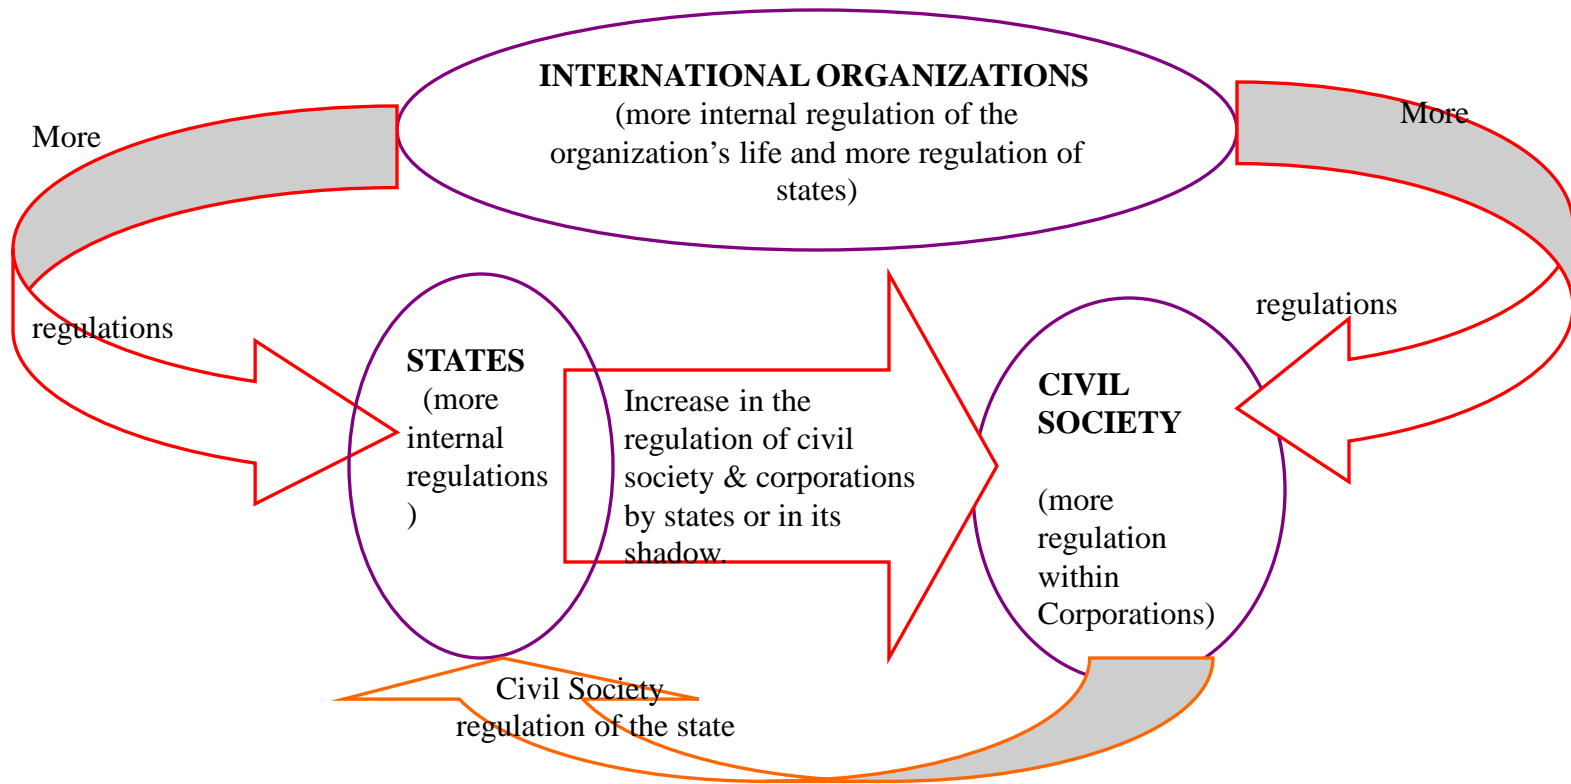 INTERNATIONAL ORGANIZATIONS
(more internal regulation of the
organization’s life and more regulation of
states)
More
regulations
More
regulations
STATES
(more
internal
regulations
)
Increase in the
regulation of civil
society & corporations
by states or in its
shadow.
CIVIL
SOCIETY
(more
regulation
within
Corporations)
Civil Society
regulation of the state